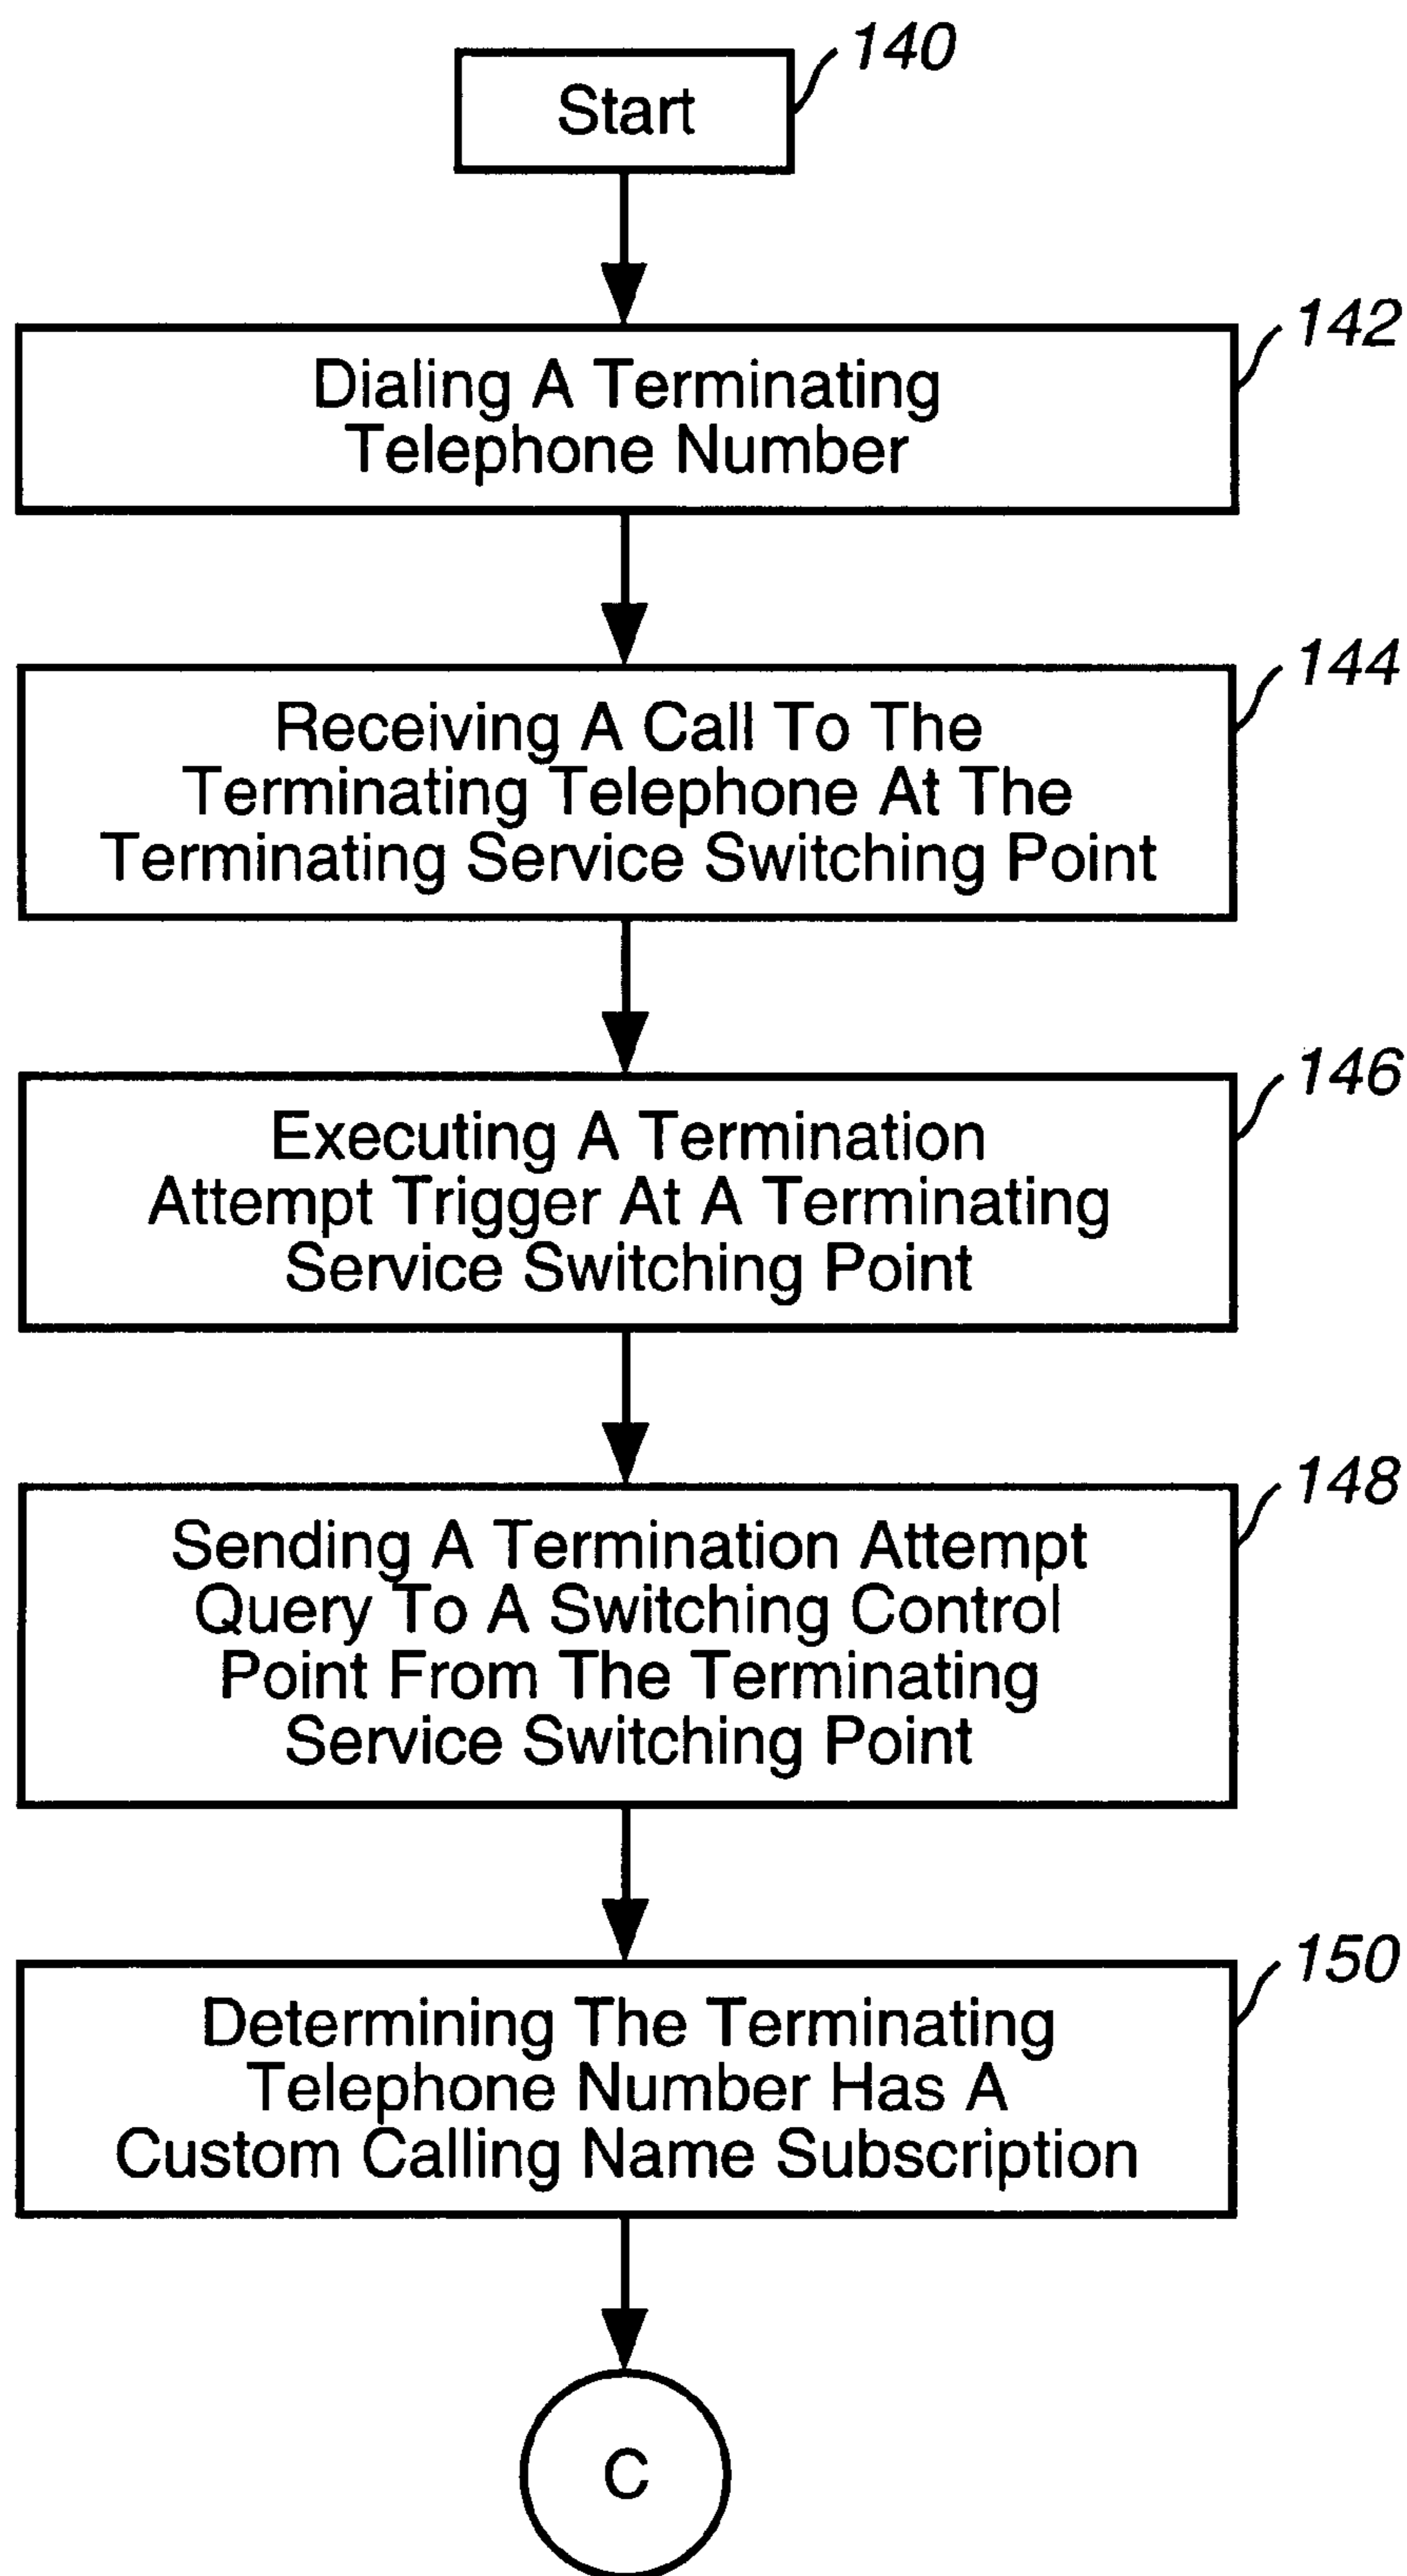 140
Start
142
Dialing A Terminating
Telephone Number
144
Receiving A Call To The
Terminating Telephone At The
Terminating Service Switching Point
146
Executing A Termination
Attempt Trigger At A Terminating
Service Switching Point
148
Sending A Termination Attempt
Query To A Switching Control
Point From The Terminating
Service Switching Point
150
Determining The Terminating
Telephone Number Has A
Custom Calling Name Subscription
C